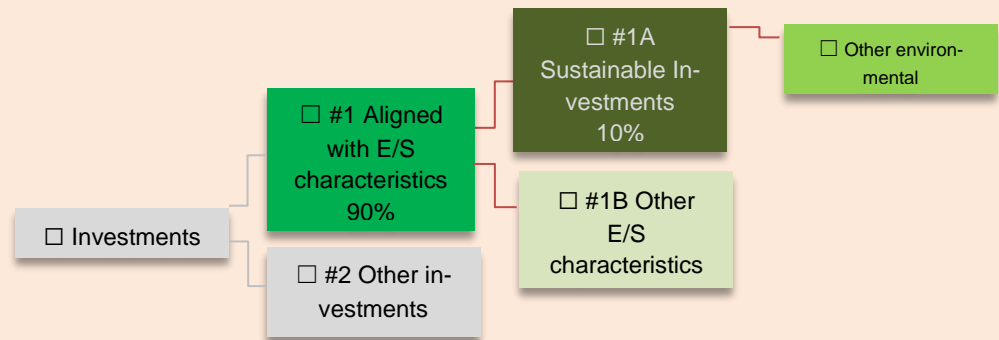 ☐ Investments
☐ #1 Aligned
with E/S
characteristics
90%
☐ #2 Other in-
vestments
☐ #1A
Sustainable In-
vestments
10%
☐ #1B Other
E/S
characteristics
☐ Other environ-
mental